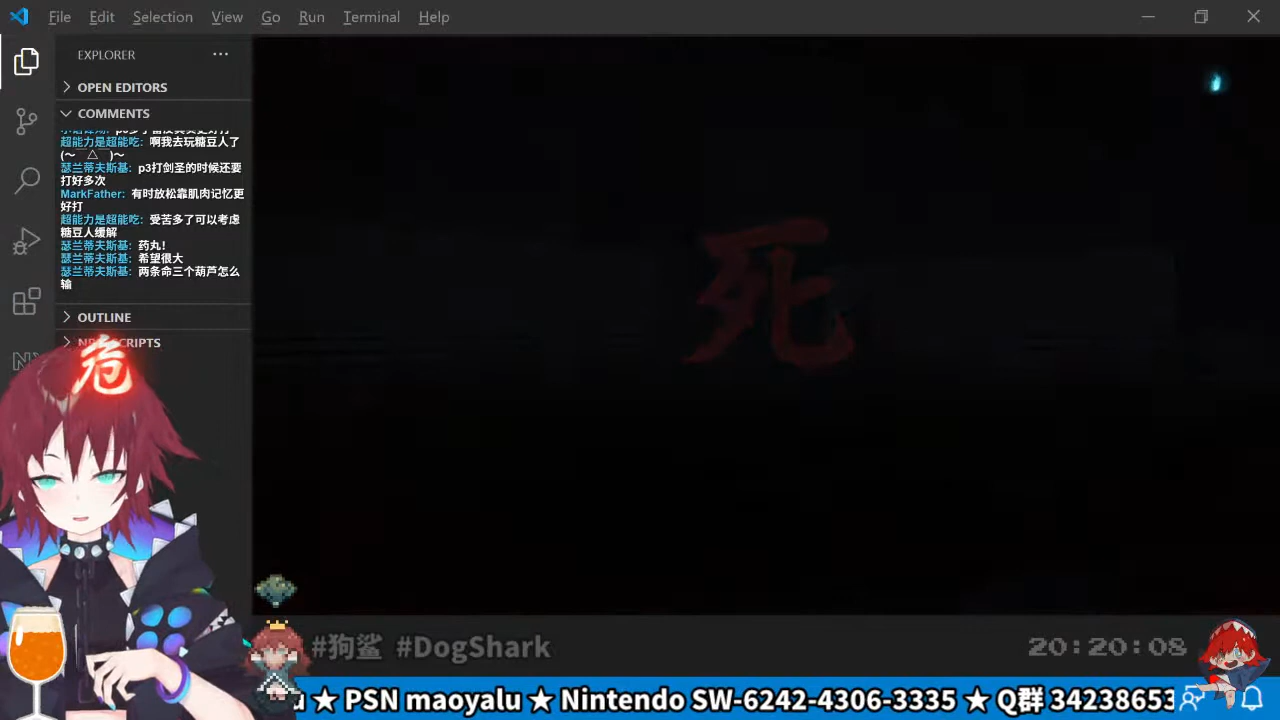 File Edit Selection View Go Run Terminal Help
EXPLORER
OPEN EDITORS
COMMENTS
超能力是超能吃: 啊我去玩糖豆人了
(～￣△￣)～
瑟兰蒂夫斯基: p3打剑圣的时候还要
打好多次
MarkFather: 有时放松靠肌肉记忆更
好打
超能力是超能吃: 受苦多了可以考虑
糖豆人缓解
瑟兰蒂夫斯基: 药丸!
瑟兰蒂夫斯基: 希望很大
瑟兰蒂夫斯基: 两条命三个葫芦怎么
输
OUTLINE
SCRIPTS
危
死
#狗鲨 #DogShark
20:20:08
u ★ PSN maoyalu ★ Nintendo SW-6242-4306-3335 ★ Q群 34238653